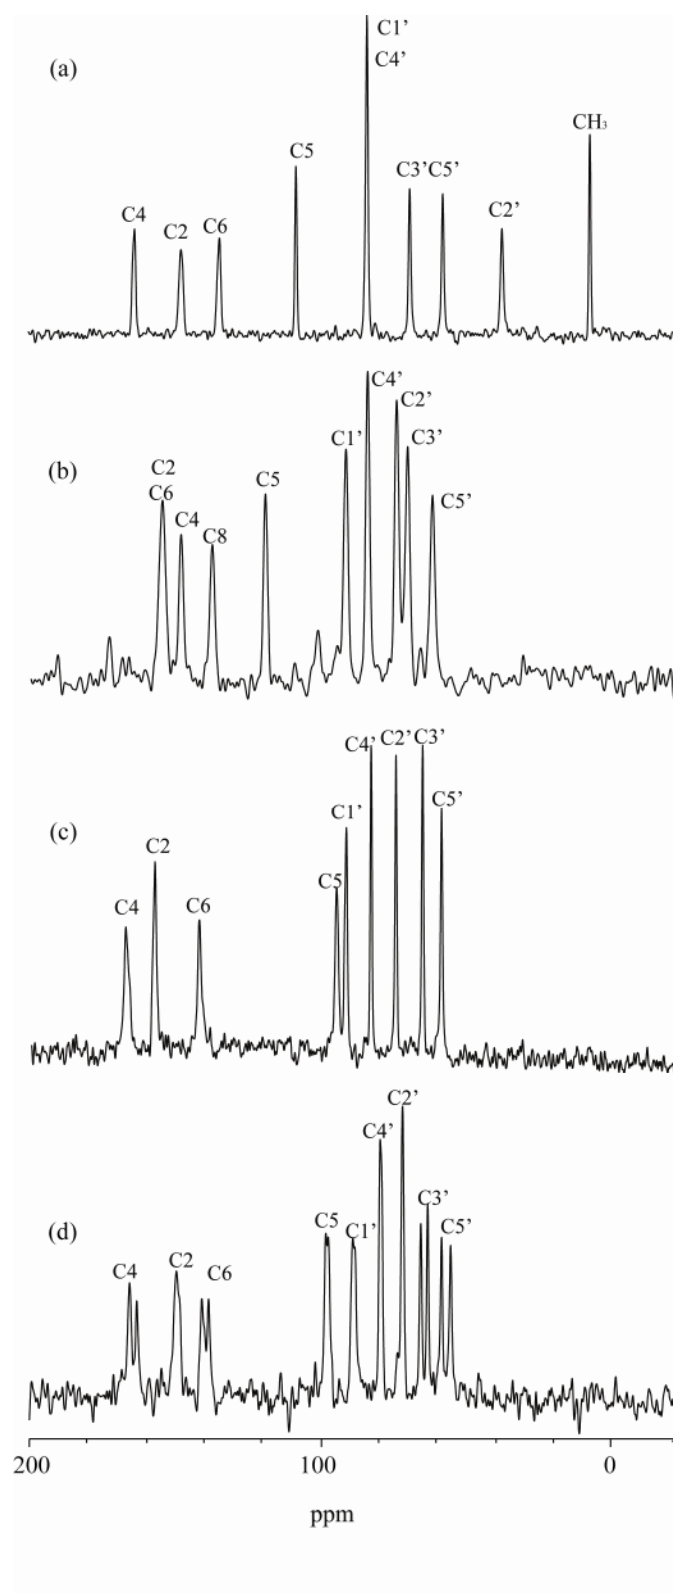 C1’
(a)
C4’
CH₃
C5
C3’C5’
C4
C2
C6
C2’
C4’
C2’
C1’
C3’
(b)
C2
C6
C5
C5’
C4
C8
C4’
C2’
C3’
C5’
C1’
(c)
C2
C5
C4
C6
C2’
C4’
C3’
(d)
C5
C1’
C5’
C4
C2
C6
200
100
0
ppm